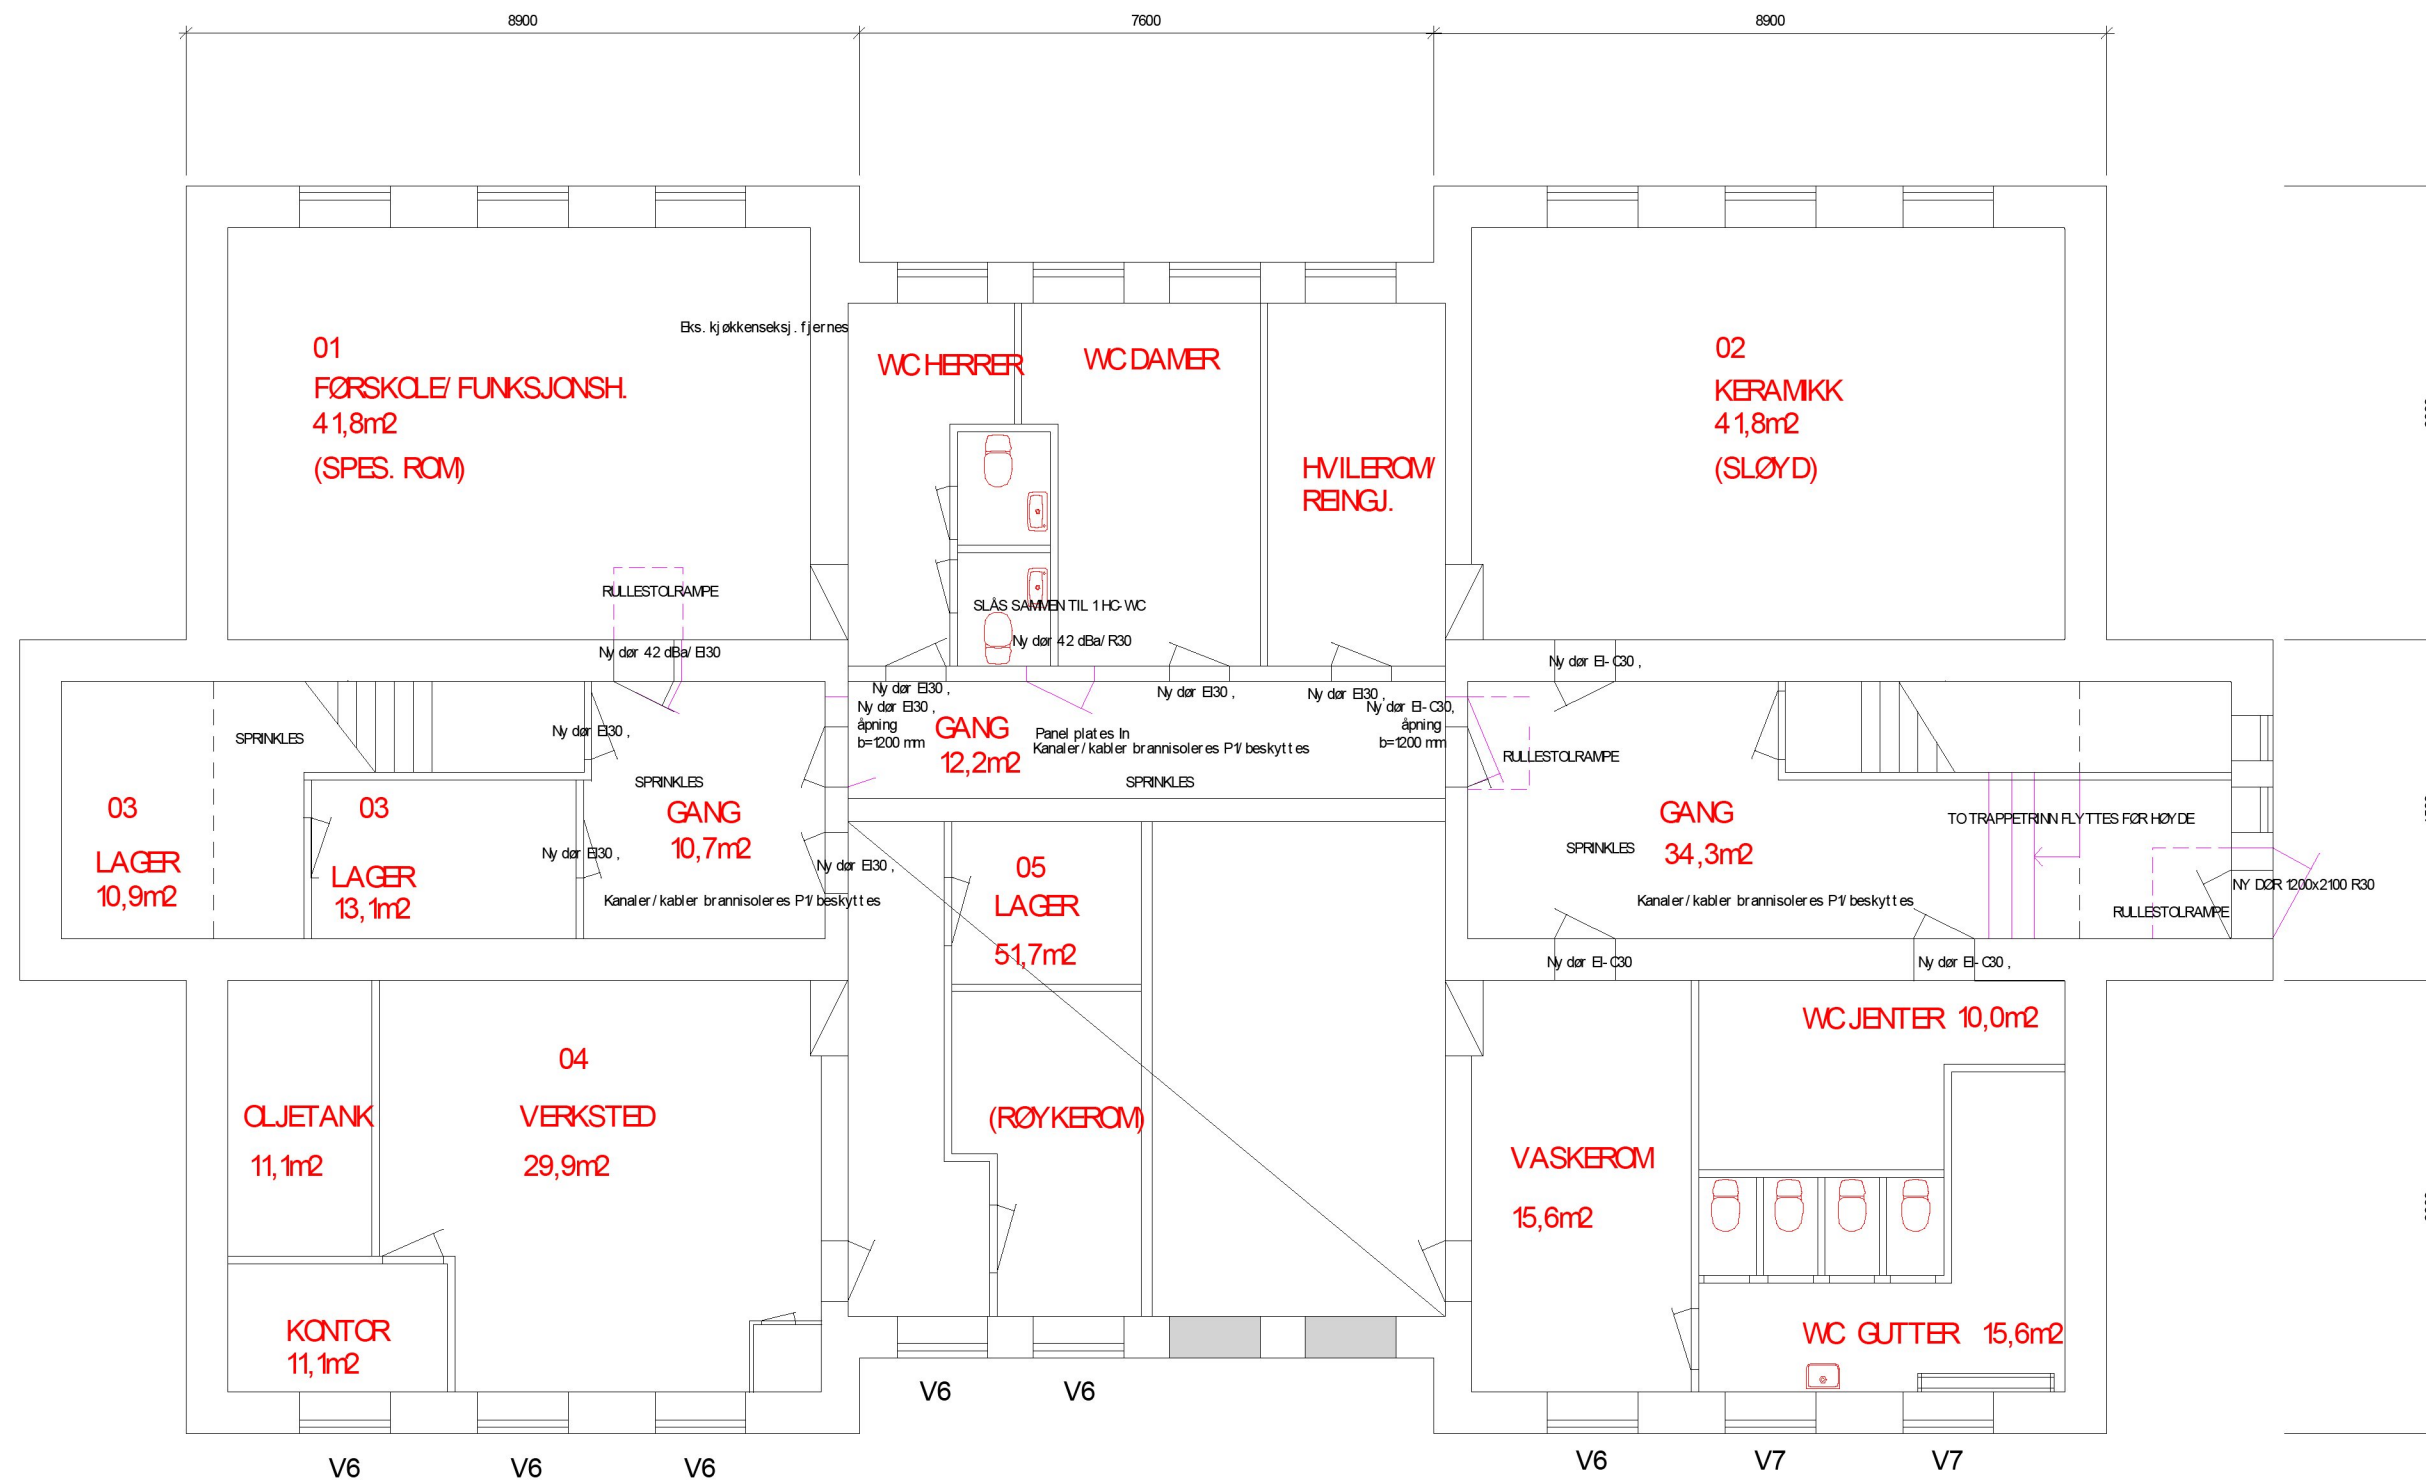 8900
7600
8900
01
FØRSKOLE/ FUNKSJONSH.
41,8m2
(SPES. ROM)
Eks. kjøkkenseksj. fjernes
WC HERRER
WC DAMER
HVILEROM/
REINGJ.
02
KERAMIKK
41,8m2
(SLØYD)
RULLESTOLRAMPE
SLÅS SAMMEN TIL 1 HC-WC
Ny dør 42 dBa/ R30
Ny dør 42 dBa/ EI30
Ny dør EI-C30,
Ny dør EI30,
Ny dør EI30,
åpning
b=1200 mm
Ny dør EI30,
Ny dør EI30,
Ny dør EI-C30,
åpning
b=1200 mm
GANG
12,2m2
Panel plates In
Kanaler/kabler brannisoleres P1/ beskyttes
SPRINKLES
SPRINKLES
Ny dør EI30,
SPRINKLES
RULLESTOLRAMPE
03
LAGER
10,9m2
03
LAGER
13,1m2
GANG
10,7m2
Ny dør EI30,
Ny dør EI30,
Kanaler/kabler brannisoleres P1/ beskyttes
05
LAGER
51,7m2
GANG
34,3m2
SPRINKLES
TO TRAPPETRINN FLYTTES FØR HØYDE
Kanaler/kabler brannisoleres P1/ beskyttes
NY DØR 1200x2100 R30
RULLESTOLRAMPE
Ny dør EI-C30
Ny dør EI-C30,
OLJETANK
11,1m2
04
VERKSTED
29,9m2
(RØYKEROM)
WC JENTER 10,0m2
VASKEROM
15,6m2
KONTOR
11,1m2
WC GUTTER 15,6m2
V6
V6
V6
V6
V6
V6
V7
V7